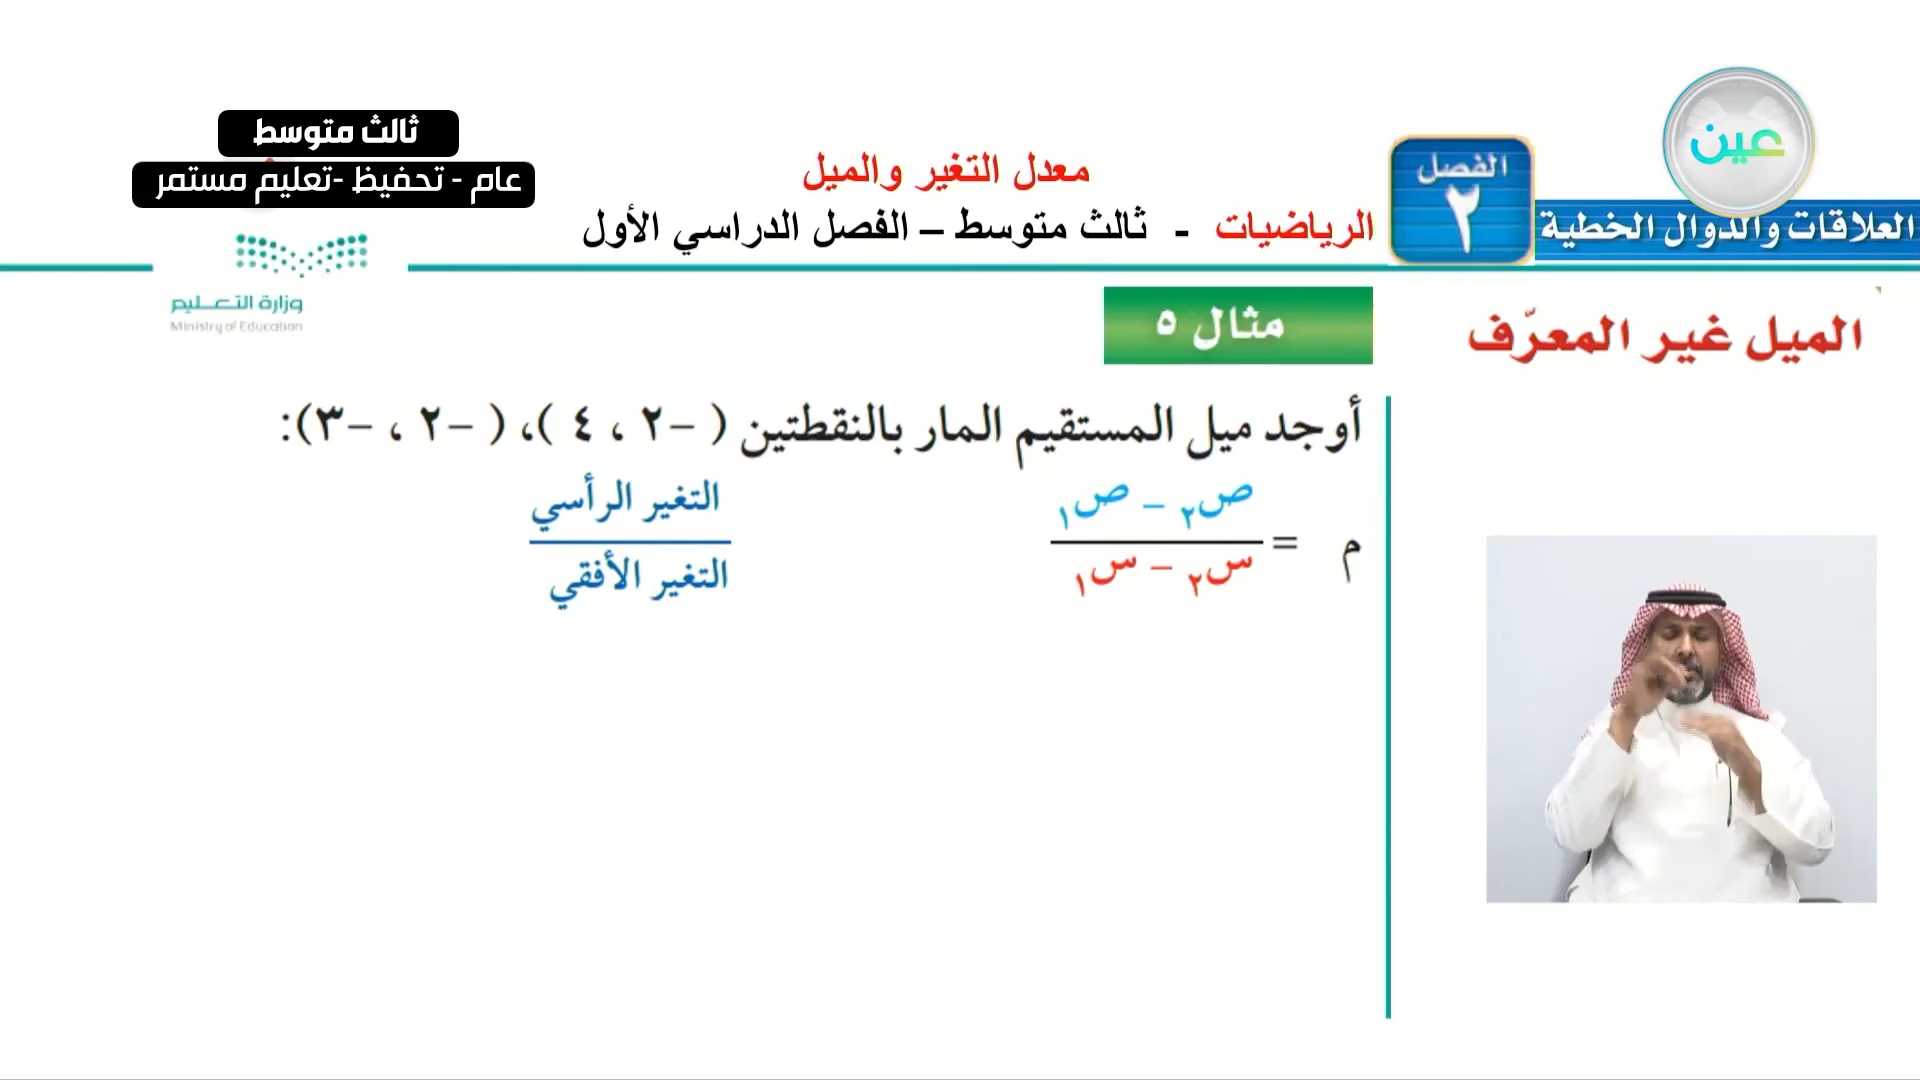 عين
ثالث متوسط
عام - تحفيظ -تعليم مستمر
معدل التغير والميل
الرياضيات - ثالث متوسط – الفصل الدراسي الأول
الفصل
٢
العلاقات والدوال الخطية
وزارة التعليم
Ministry of Education
الميل غير المعرّف
مثال ٥
أوجد ميل المستقيم المار بالنقطتين ( –٢ ، ٤ )، ( –٢ ، –٣):
م = ص٢ – ص١ التغير الرأسي
س٢ – س١ التغير الأفقي